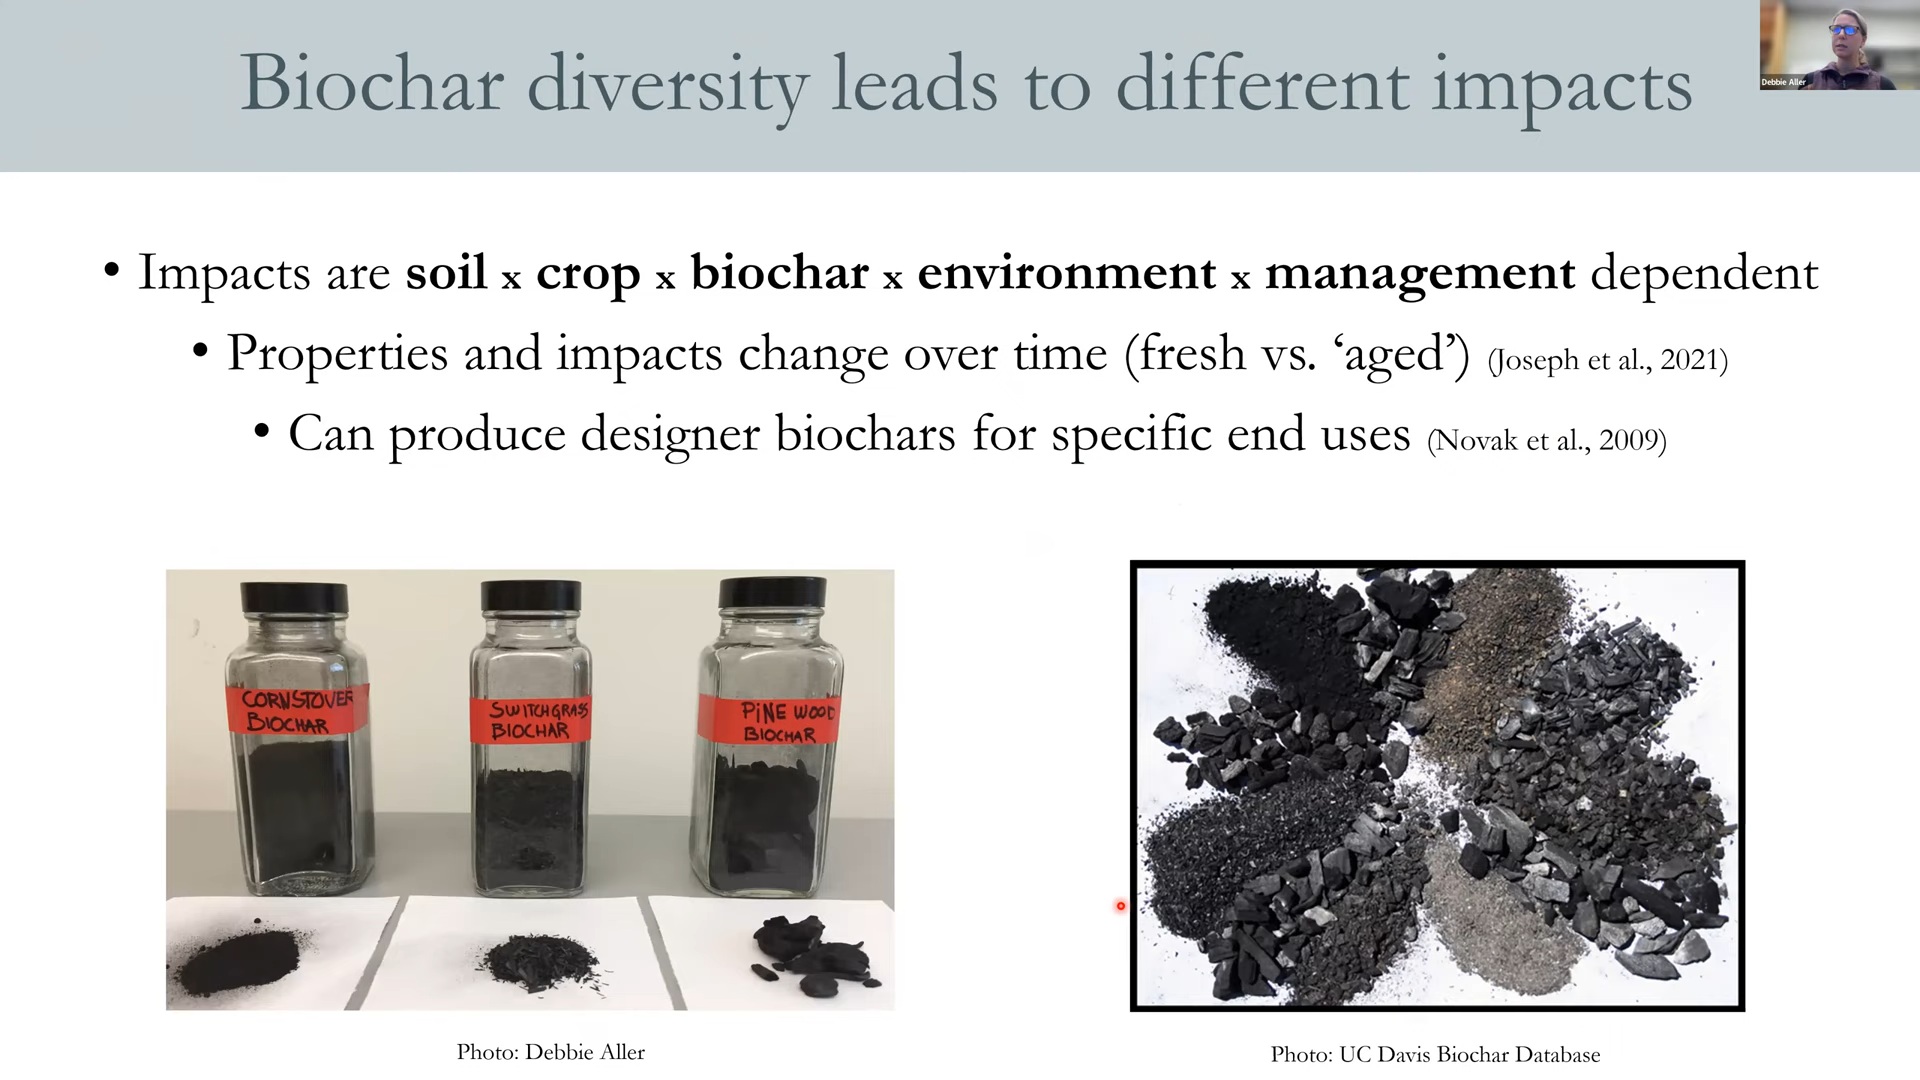 Biochar diversity leads to different impacts
Debbie Aller
• Impacts are soil x crop x biochar x environment x management dependent
• Properties and impacts change over time (fresh vs. ‘aged’) (Joseph et al., 2021)
• Can produce designer biochars for specific end uses (Novak et al., 2009)
CORNSTOVER
BIOCHAR
SWITCHGRASS
BIOCHAR
PINE WOOD
BIOCHAR
Photo: Debbie Aller
Photo: UC Davis Biochar Database